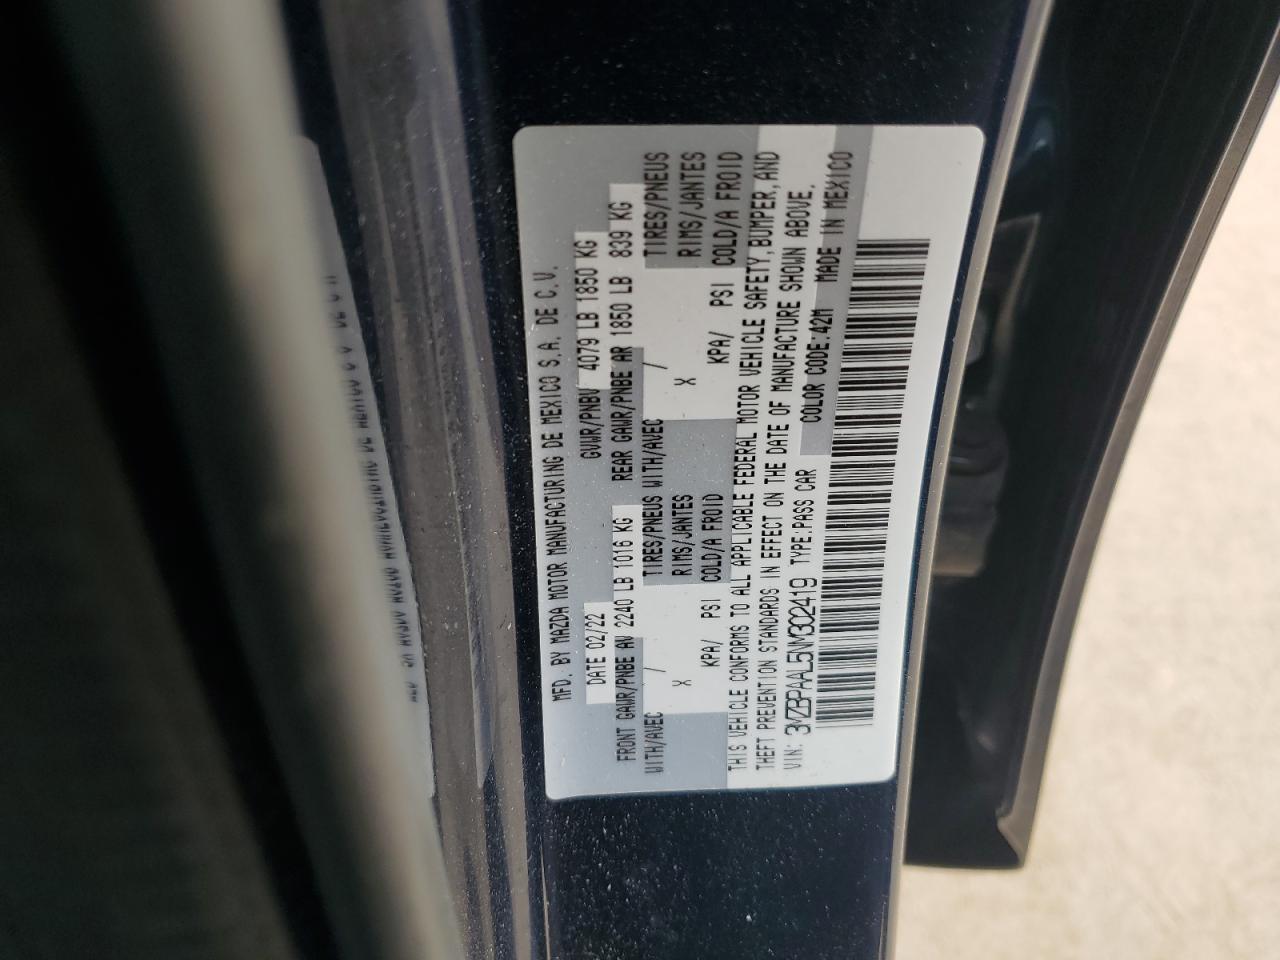 MFD. BY MAZDA MOTOR MANUFACTURING DE MEXICO S.A. DE C.V.
DATE 02/22 GVWR/PNBV 4079 LB 1850 KG
FRONT GAWR/PNBE AV 2240 LB 1016 KG REAR GAWR/PNBE AR 1850 LB 839 KG
WITH/AVEC / TIRES/PNEUS WITH/AVEC / TIRES/PNEUS
X RIMS/JANTES X RIMS/JANTES
KPA/ PSI COLD/A FROID KPA/ PSI COLD/A FROID
THIS VEHICLE CONFORMS TO ALL APPLICABLE FEDERAL MOTOR VEHICLE SAFETY, BUMPER, AND
THEFT PREVENTION STANDARDS IN EFFECT ON THE DATE OF MANUFACTURE SHOWN ABOVE.
VIN: 3MZBPAAL5NM302419 TYPE:PASS CAR COLOR CODE:42M MADE IN MEXICO